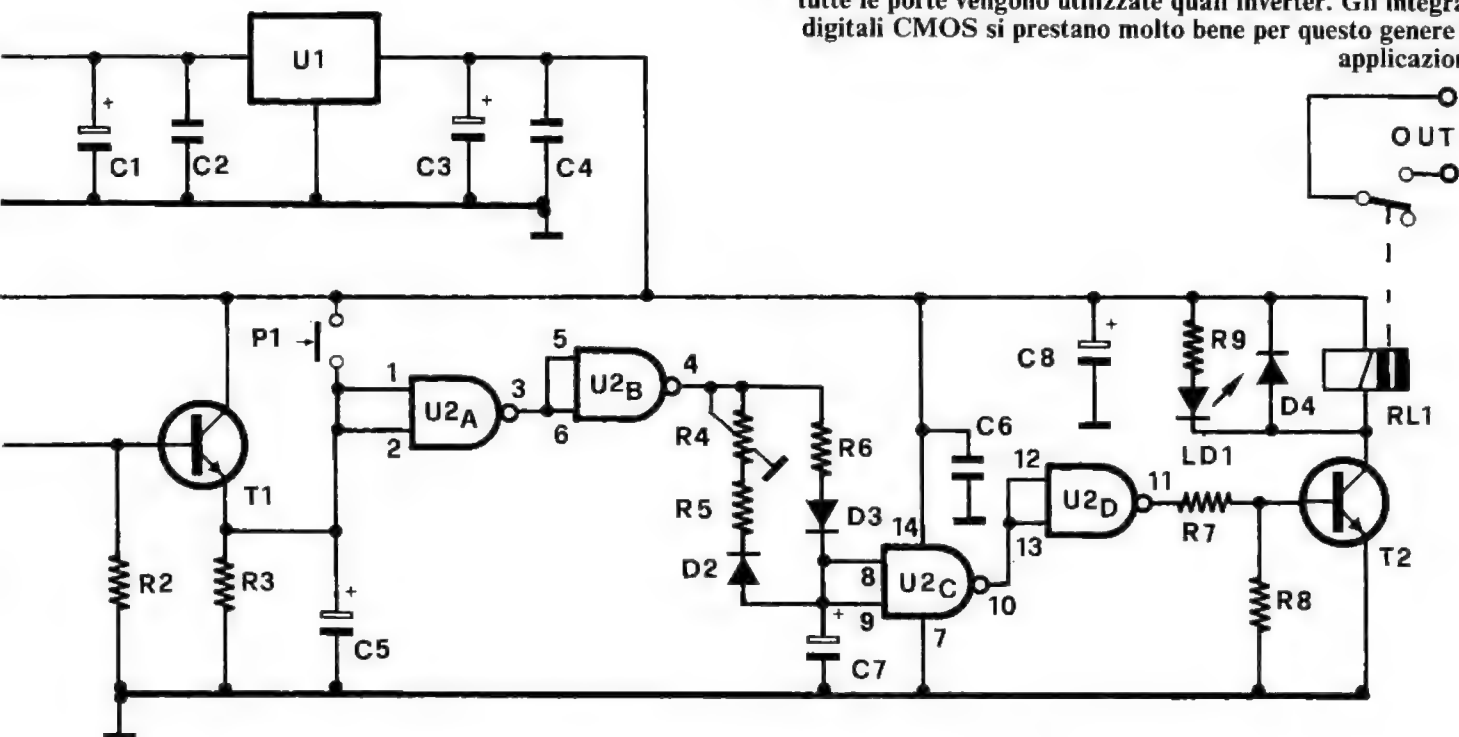 tutte le porte vengono utilizzate quali inverter. Gli integra
digitali CMOS si prestano molto bene per questo genere
applicazion
U1
+
+
C1
C2
C3
C4
OUT
P1
1
2
U2A
3
5
6
U2B
4
T1
R2
R3
+
C5
R4
R5
D2
R6
D3
8
9
14
7
U2C
10
+
C7
C6
12
13
U2D
11
R7
R8
C8
+
R9
LD1
D4
RL1
T2